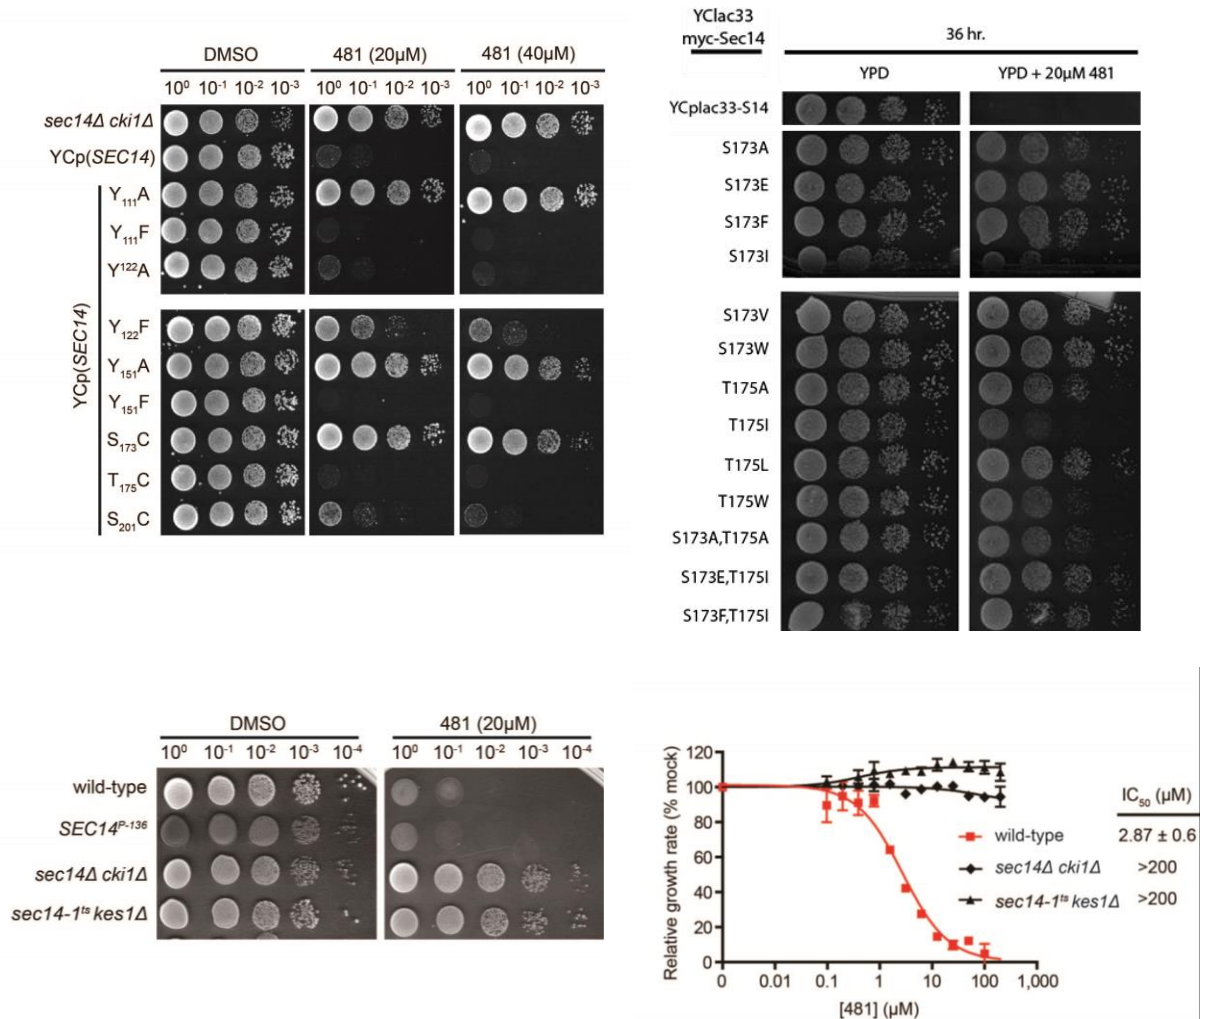 DMSO 481 (20µM) 481 (40µM)
10⁰ 10⁻¹ 10⁻² 10⁻³ 10⁰ 10⁻¹ 10⁻² 10⁻³ 10⁰ 10⁻¹ 10⁻² 10⁻³
sec14Δ cki1Δ
YCp(SEC14)
YCp(SEC14)
Y₁₁₁A
Y₁₁₁F
Y¹²²A
Y₁₂₂F
Y₁₅₁A
Y₁₅₁F
S₁₇₃C
T₁₇₅C
S₂₀₁C
YClac33
myc-Sec14
36 hr.
YPD YPD + 20µM 481
YCplac33-S14
S173A
S173E
S173F
S173I
S173V
S173W
T175A
T175I
T175L
T175W
S173A,T175A
S173E,T175I
S173F,T175I
DMSO 481 (20µM)
10⁰ 10⁻¹ 10⁻² 10⁻³ 10⁻⁴ 10⁰ 10⁻¹ 10⁻² 10⁻³ 10⁻⁴
wild-type
SEC14ᴾ⁻¹³⁶
sec14Δ cki1Δ
sec14-1ᵗˢ kes1Δ
Relative growth rate (% mock)
120
100
80
60
40
20
0
0 0.01 0.1 1 10 100 1,000
[481] (µM)
IC₅₀ (µM)
wild-type 2.87 ± 0.6
sec14Δ cki1Δ >200
sec14-1ᵗˢ kes1Δ >200